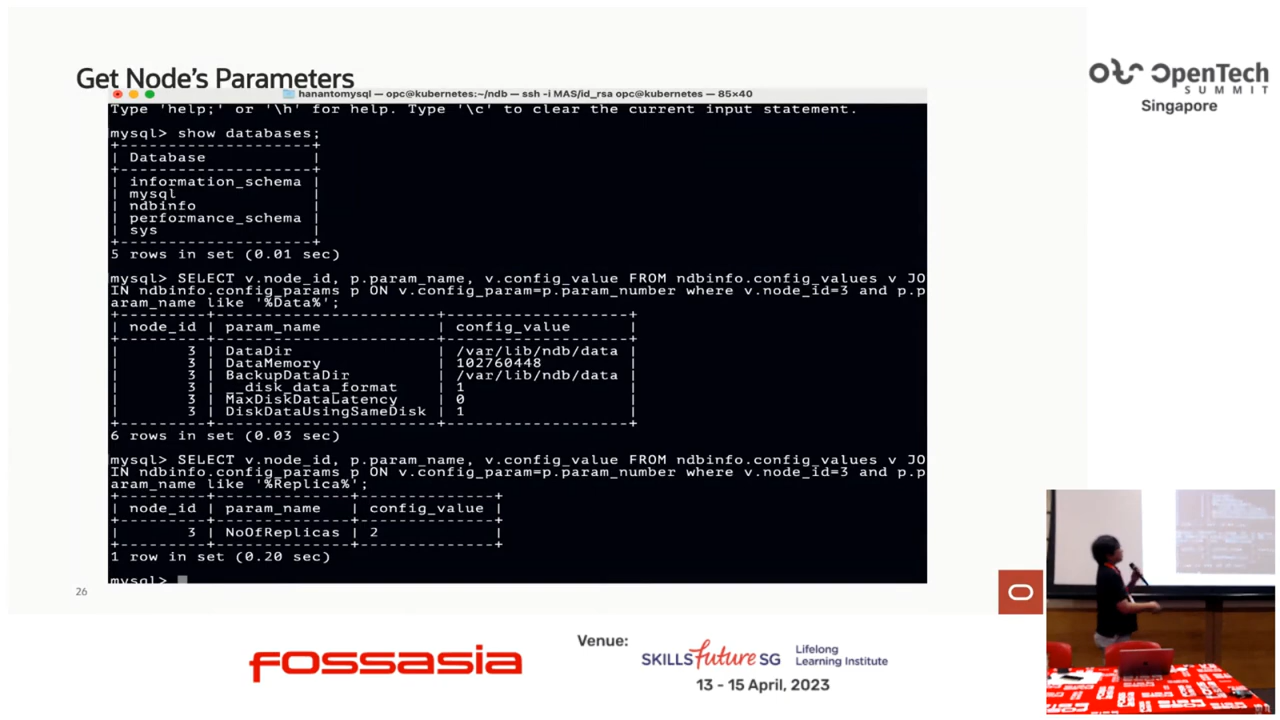 Get Node's Parameters
hanantomysql — opc@kubernetes:~/ndb — ssh -i MAS/id_rsa opc@kubernetes — 85×40
Type 'help;' or '\h' for help. Type '\c' to clear the current input statement.
mysql> show databases;
+--------------------+
| Database           |
+--------------------+
| information_schema |
| mysql              |
| ndbinfo            |
| performance_schema |
| sys                |
+--------------------+
5 rows in set (0.01 sec)
mysql> SELECT v.node_id, p.param_name, v.config_value FROM ndbinfo.config_values v JO
IN ndbinfo.config_params p ON v.config_param=p.param_number where v.node_id=3 and p.p
aram_name like '%Data%';
+---------+-----------------------+-------------------+
| node_id | param_name | config_value |
+---------+-----------------------+-------------------+
| 3 | DataDir | /var/lib/ndb/data |
| 3 | DataMemory | 102760448 |
| 3 | BackupDataDir | /var/lib/ndb/data |
| 3 | __disk_data_format | 1 |
| 3 | MaxDiskDataLatency | 0 |
| 3 | DiskDataUsingSameDisk | 1 |
+---------+-----------------------+-------------------+
6 rows in set (0.03 sec)
mysql> SELECT v.node_id, p.param_name, v.config_value FROM ndbinfo.config_values v JO
IN ndbinfo.config_params p ON v.config_param=p.param_number where v.node_id=3 and p.p
aram_name like '%Replica%';
+---------+--------------+--------------+
| node_id | param_name | config_value |
+---------+--------------+--------------+
| 3 | NoOfReplicas | 2 |
+---------+--------------+--------------+
1 row in set (0.20 sec)
mysql>
26
OpenTech
SUMMIT
Singapore
FOSSASIA
Venue:
SKILLSfuture SG
Lifelong
Learning Institute
13 - 15 April, 2023